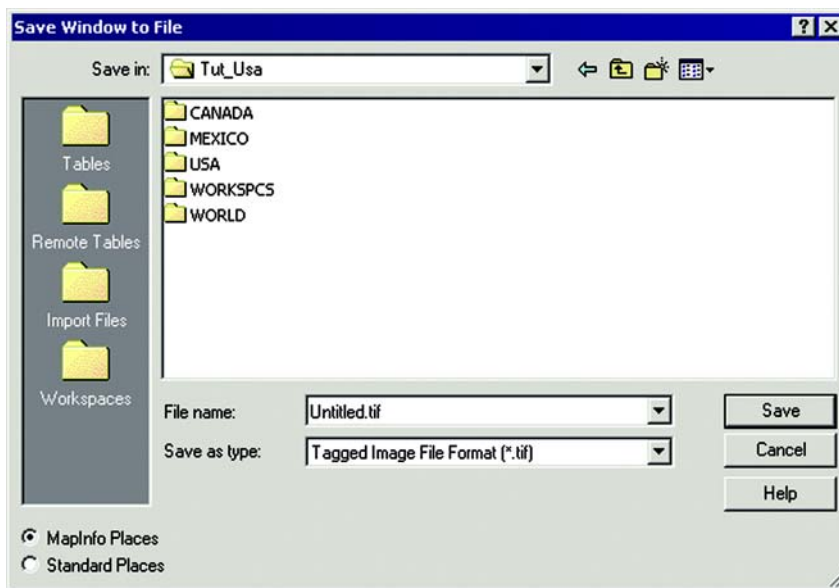 Save Window to File
Save in: Tut_Usa
Tables
Remote Tables
Import Files
Workspaces
CANADA
MEXICO
USA
WORKSPCS
WORLD
File name: Untitled.tif Save
Save as type: Tagged Image File Format (*.tif) Cancel
Help
MapInfo Places
Standard Places